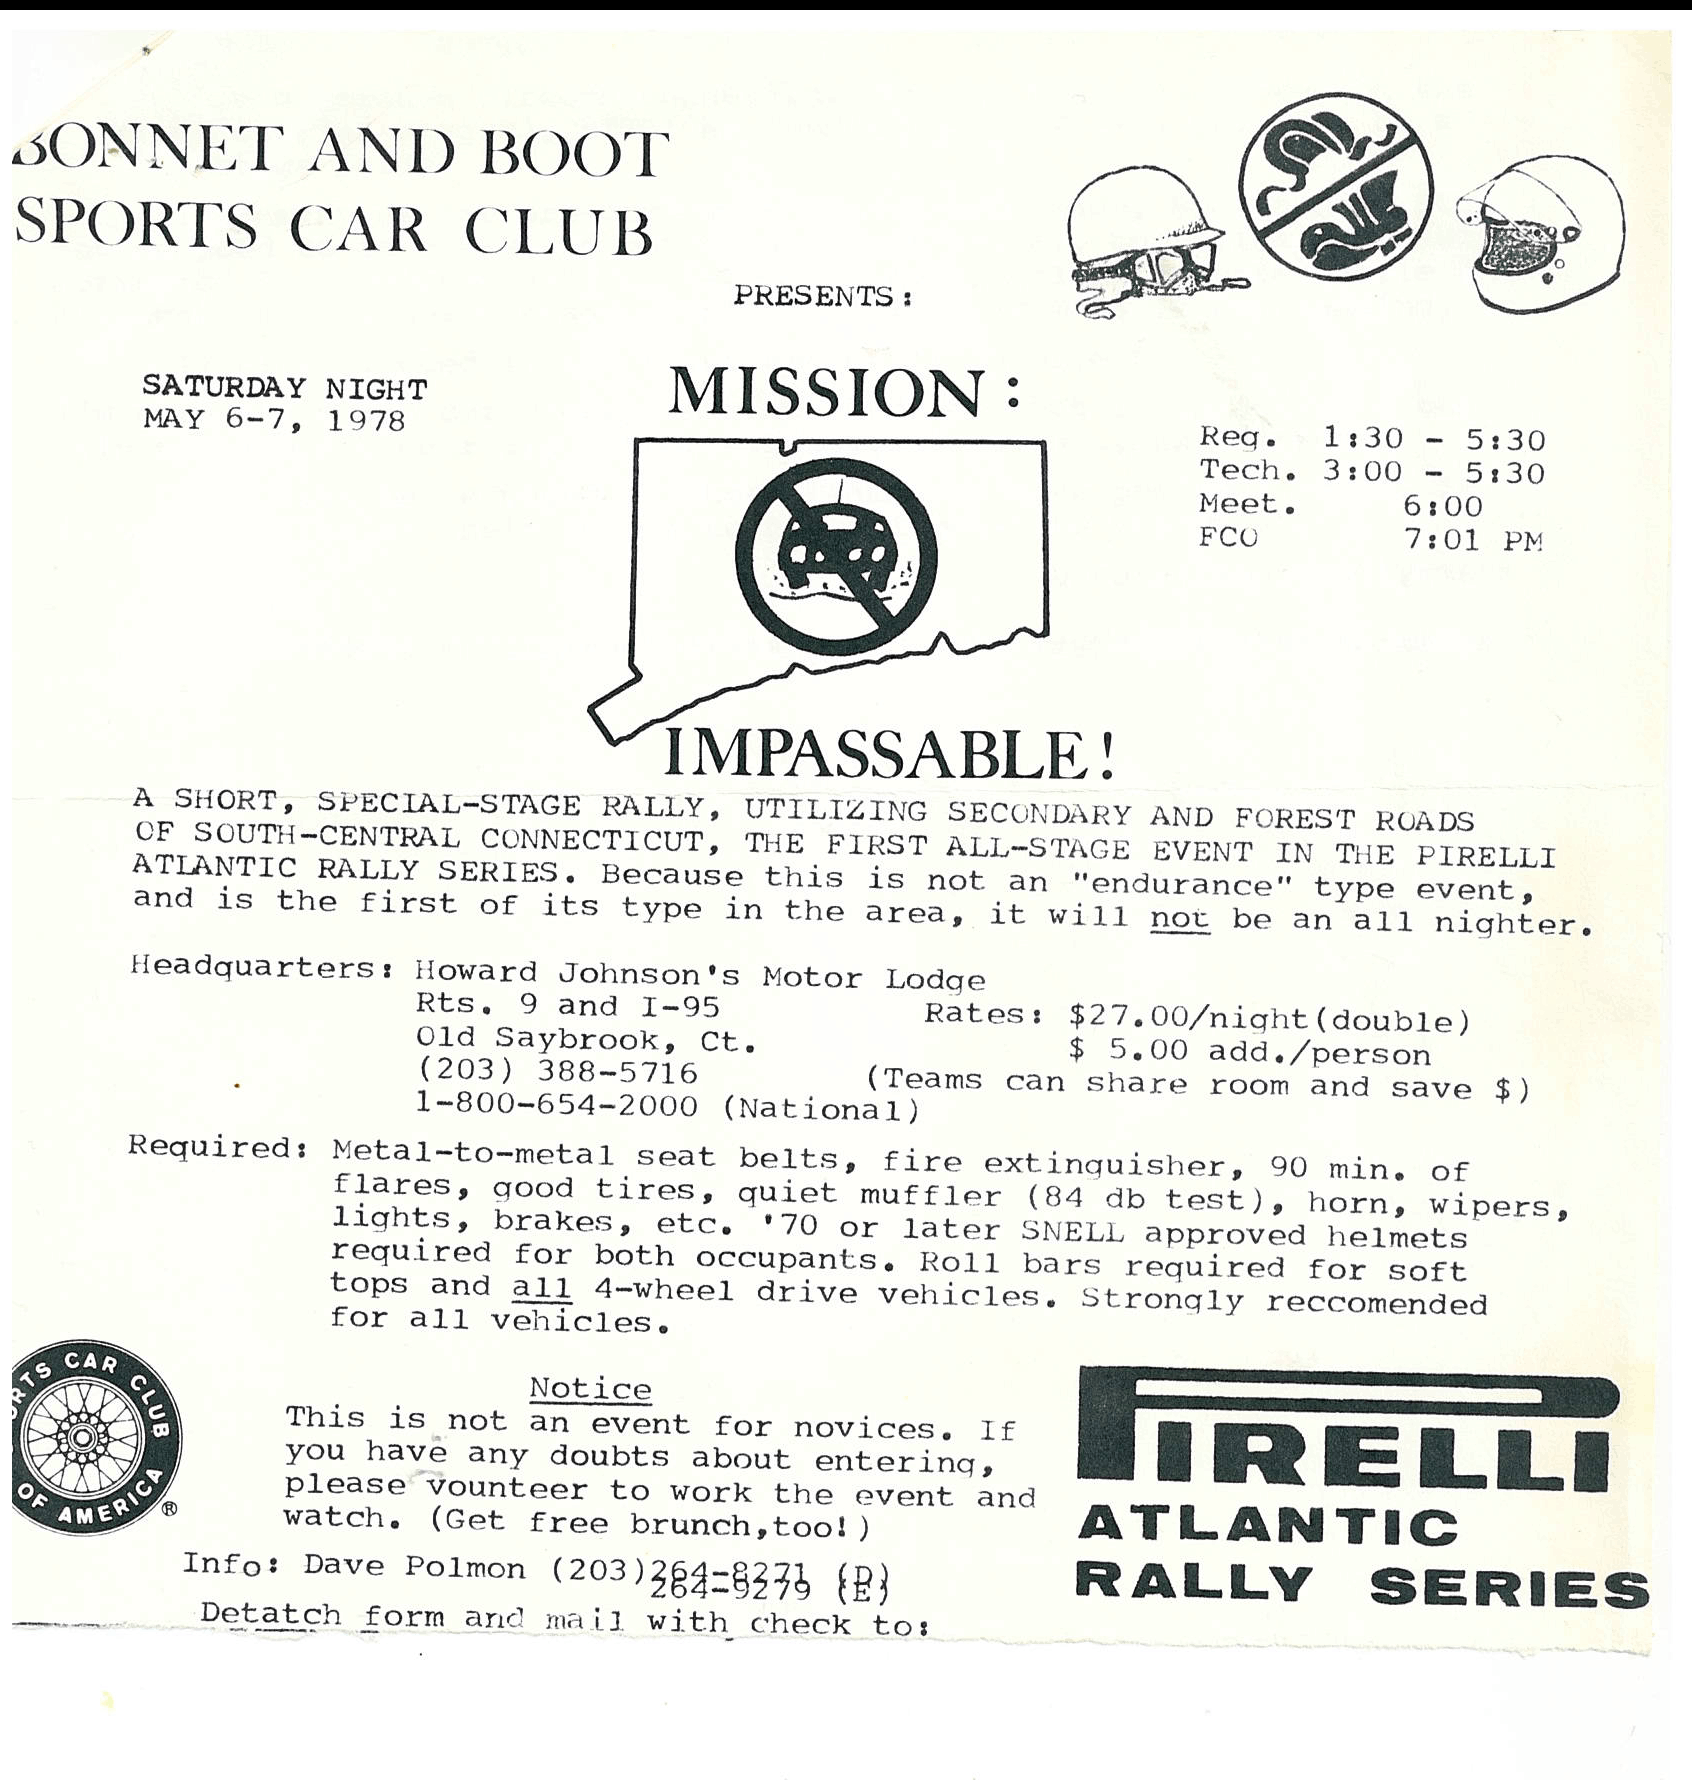 BONNET AND BOOT
SPORTS CAR CLUB
PRESENTS:
SATURDAY NIGHT
MAY 6-7, 1978
MISSION:
IMPASSABLE!
Reg. 1:30 - 5:30
Tech. 3:00 - 5:30
Meet. 6:00
FCO 7:01 PM
A SHORT, SPECIAL-STAGE RALLY, UTILIZING SECONDARY AND FOREST ROADS
OF SOUTH-CENTRAL CONNECTICUT, THE FIRST ALL-STAGE EVENT IN THE PIRELLI
ATLANTIC RALLY SERIES. Because this is not an "endurance" type event,
and is the first of its type in the area, it will not be an all nighter.
Headquarters: Howard Johnson's Motor Lodge
Rts. 9 and I-95
Old Saybrook, Ct.
(203) 388-5716
1-800-654-2000 (National)
Rates: $27.00/night(double)
$ 5.00 add./person
(Teams can share room and save $)
Required: Metal-to-metal seat belts, fire extinguisher, 90 min. of
flares, good tires, quiet muffler (84 db test), horn, wipers,
lights, brakes, etc. '70 or later SNELL approved helmets
required for both occupants. Roll bars required for soft
tops and all 4-wheel drive vehicles. Strongly reccomended
for all vehicles.
RTS CAR CLUB
OF AMERICA ®
Notice
This is not an event for novices. If
you have any doubts about entering,
please vounteer to work the event and
watch. (Get free brunch,too!)
PIRELLI
ATLANTIC
RALLY SERIES
Info: Dave Polmon (203)264-8271 (D)
264-9279 (E)
Detatch form and mail with check to: